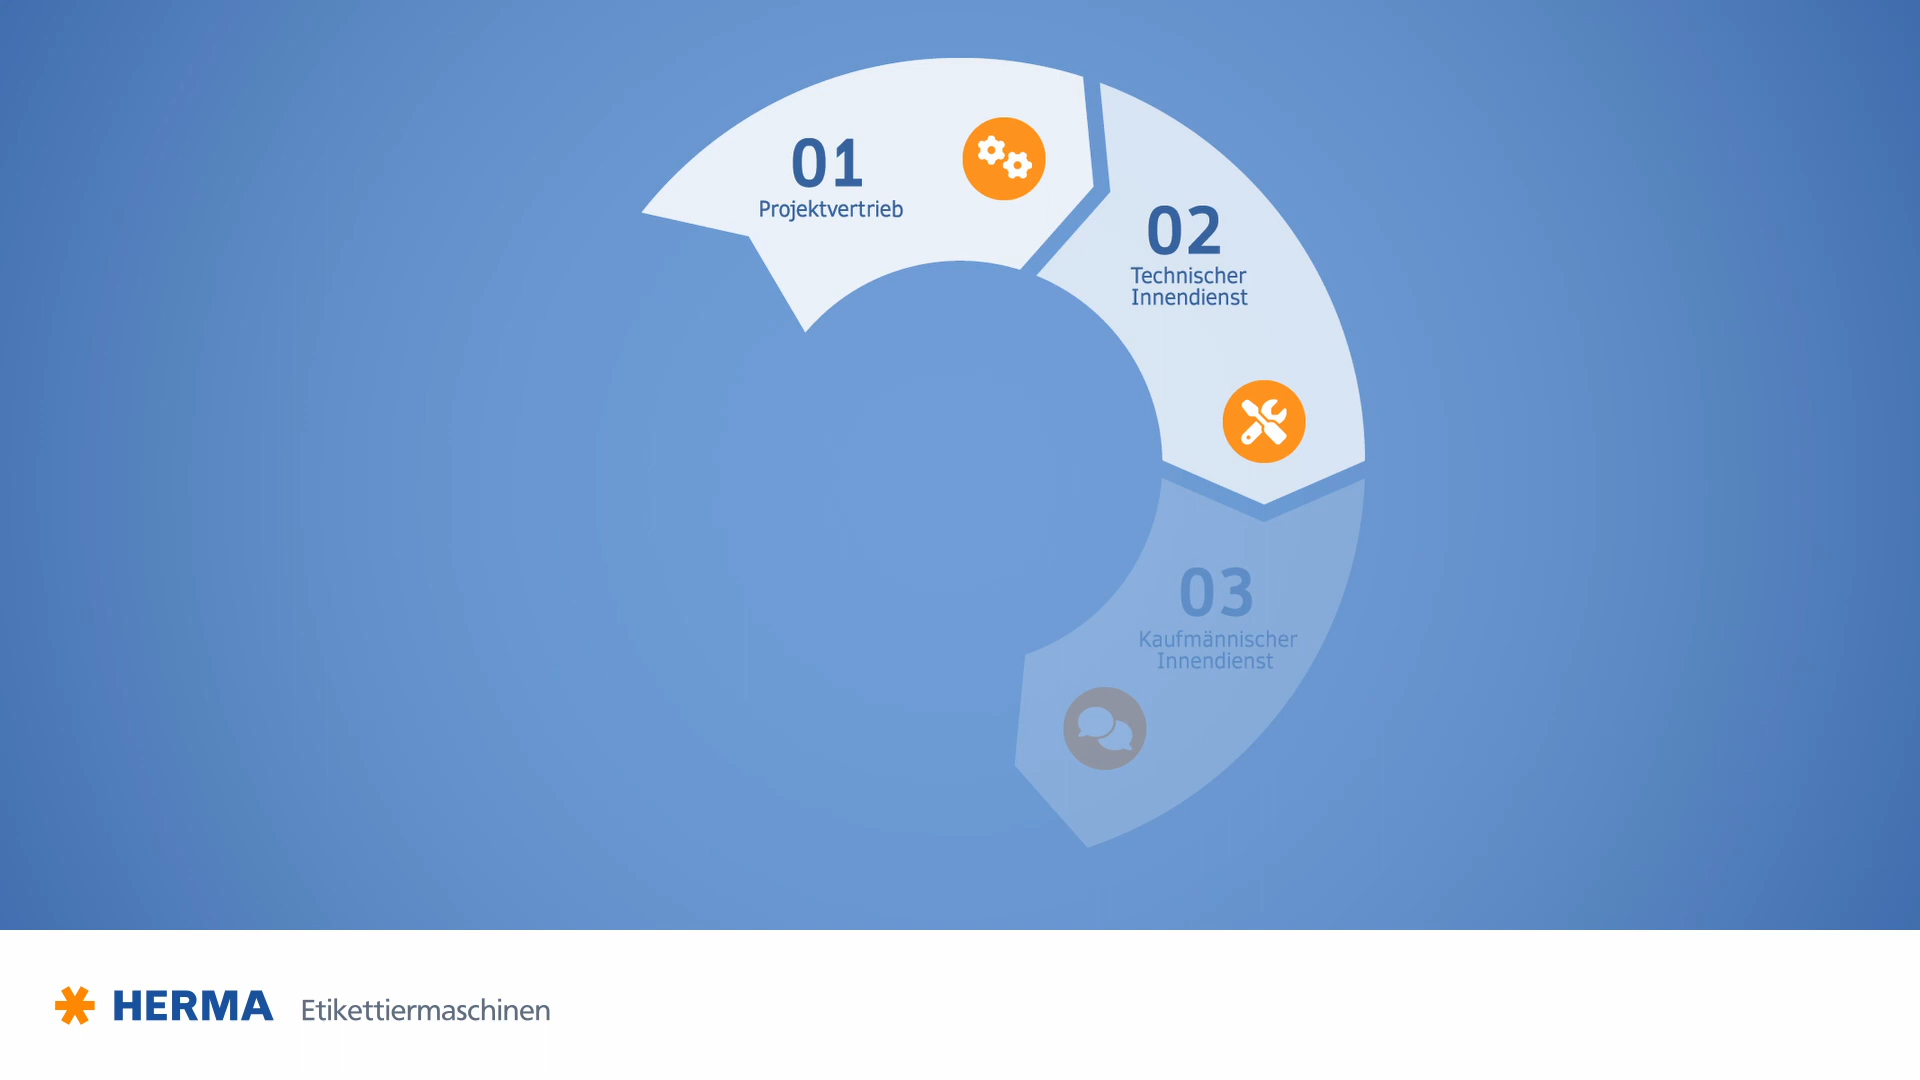 01
Projektvertrieb
02
Technischer
Innendienst
03
Kaufmännischer
Innendienst
HERMA Etikettiermaschinen